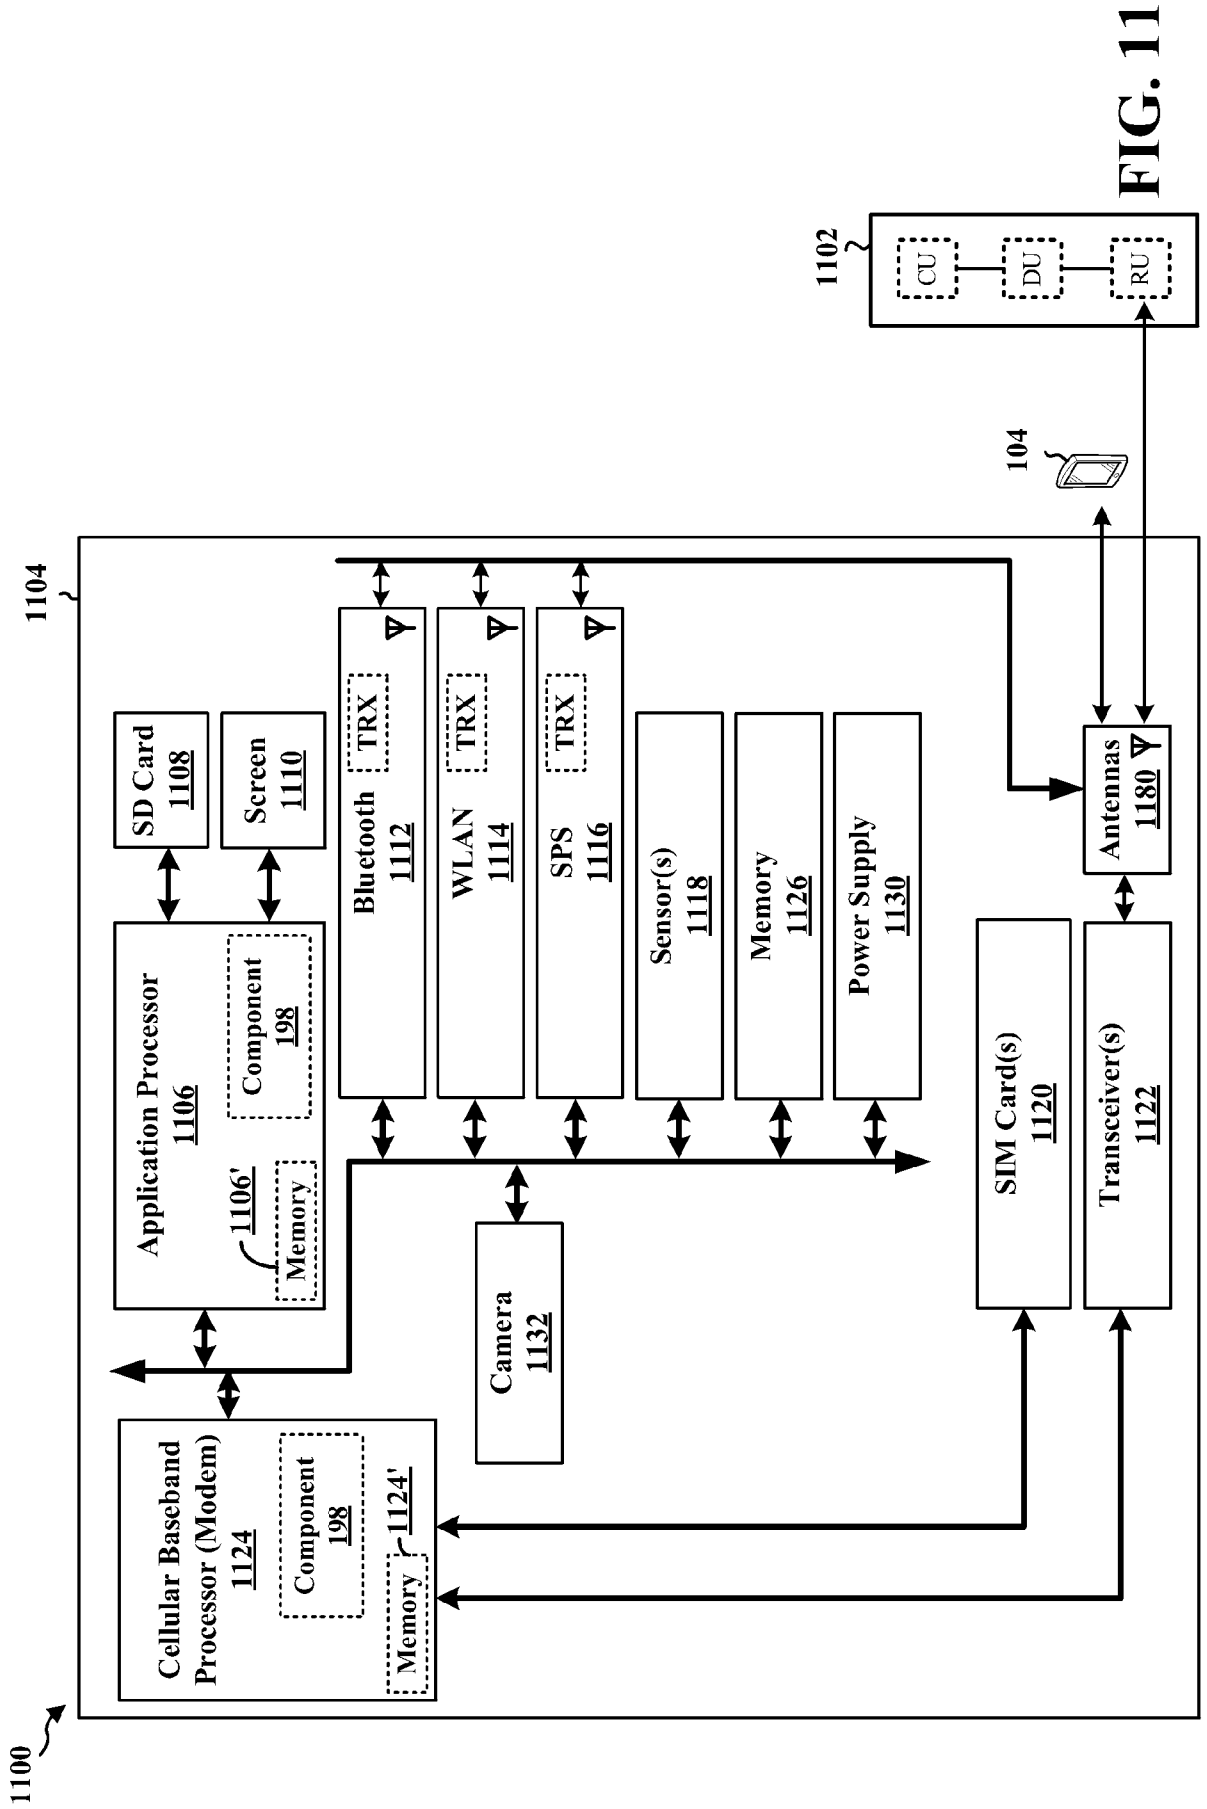 1100
1104
Cellular Baseband
Processor (Modem)
1124
Component
198
Memory
1124'
Application Processor
1106
1106'
Memory
Component
198
SD Card
1108
Screen
1110
Bluetooth
1112
TRX
WLAN
1114
TRX
SPS
1116
TRX
Camera
1132
Sensor(s)
1118
Memory
1126
Power Supply
1130
SIM Card(s)
1120
Transceiver(s)
1122
Antennas
1180
104
1102
CU
DU
RU
FIG. 11